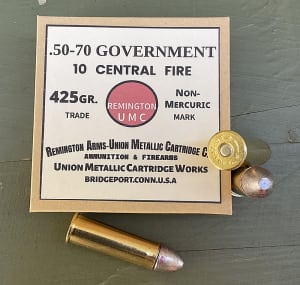 .50-70 GOVERNMENT
10 CENTRAL FIRE
425GR.
TRADE
REMINGTON
UMC
NON-
MERCURIC
MARK
REMINGTON ARMS-UNION METALLIC CARTRIDGE C
AMMUNITION & FIREARMS
UNION METALLIC CARTRIDGE WORKS
BRIDGEPORT.CONN.U.S.A